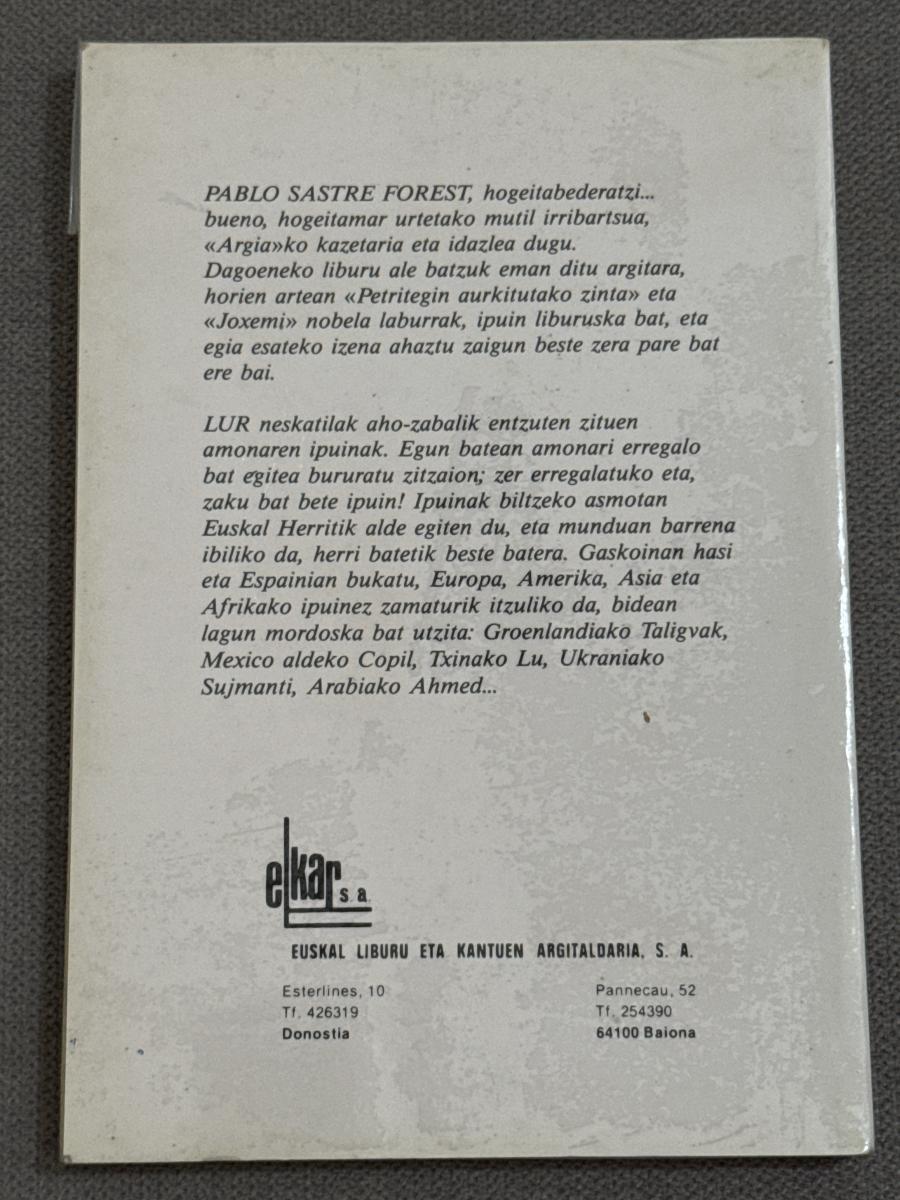 PABLO SASTRE FOREST, hogeitabederatzi...
bueno, hogeitamar urtetako mutil irribartsua,
«Argia»ko kazetaria eta idazlea dugu.
Dagoeneko liburu ale batzuk eman ditu argitara,
horien artean «Petritegin aurkitutako zinta» eta
«Joxemi» nobela laburrak, ipuin liburuska bat, eta
egia esateko izena ahaztu zaigun beste zera pare bat
ere bai.
LUR neskatilak aho-zabalik entzuten zituen
amonaren ipuinak. Egun batean amonari erregalo
bat egitea bururatu zitzaion; zer erregalatuko eta,
zaku bat bete ipuin! Ipuinak biltzeko asmotan
Euskal Herritik alde egiten du, eta munduan barrena
ibiliko da, herri batetik beste batera. Gaskoinan hasi
eta Espainian bukatu, Europa, Amerika, Asia eta
Afrikako ipuinez zamaturik itzuliko da, bidean
lagun mordoska bat utzita: Groenlandiako Taligvak,
Mexico aldeko Copil, Txinako Lu, Ukraniako
Sujmanti, Arabiako Ahmed...
elkar s.a.
EUSKAL LIBURU ETA KANTUEN ARGITALDARIA, S. A.
Esterlines, 10
Tf. 426319
Donostia
Pannecau, 52
Tf. 254390
64100 Baiona